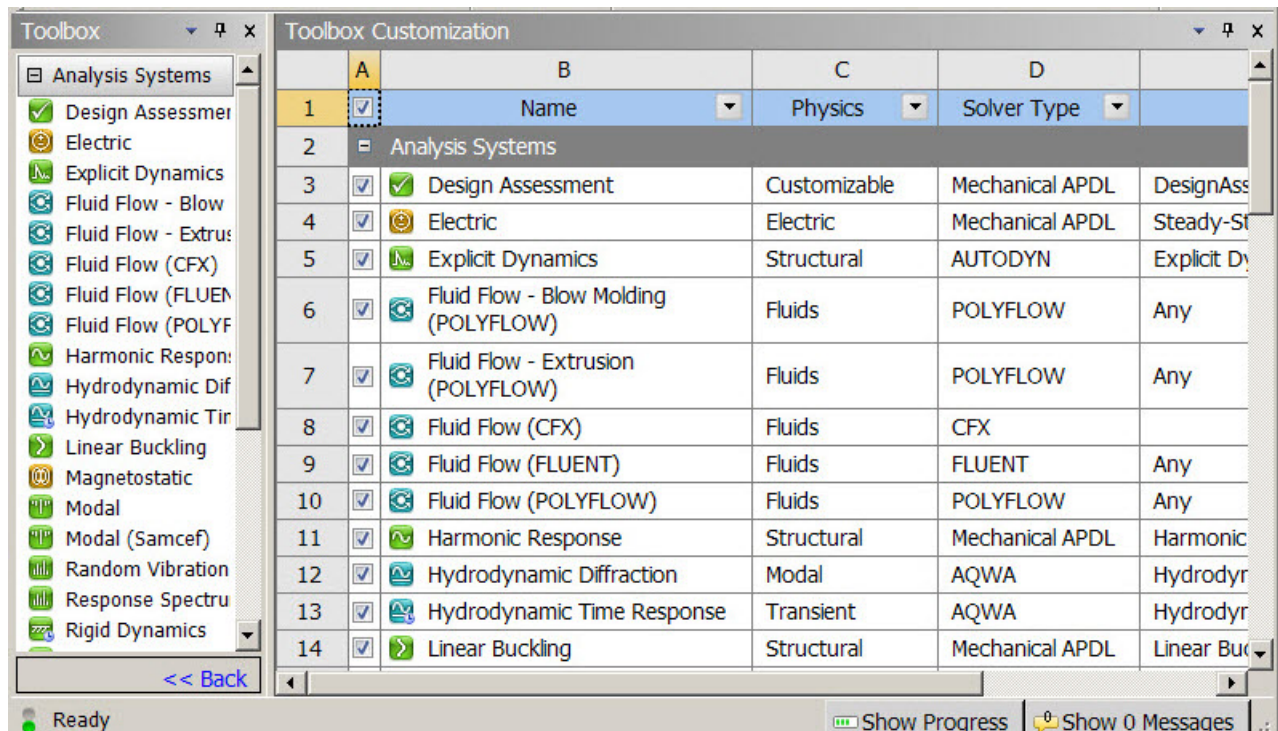 Toolbox
Analysis Systems
Design Assessmen
Electric
Explicit Dynamics
Fluid Flow - Blow
Fluid Flow - Extrus
Fluid Flow (CFX)
Fluid Flow (FLUEN
Fluid Flow (POLYF
Harmonic Respons
Hydrodynamic Dif
Hydrodynamic Tim
Linear Buckling
Magnetostatic
Modal
Modal (Samcef)
Random Vibration
Response Spectru
Rigid Dynamics
<< Back
Toolbox Customization
A B C D
1 Name Physics Solver Type
2 Analysis Systems
3 Design Assessment Customizable Mechanical APDL DesignAss
4 Electric Electric Mechanical APDL Steady-St
5 Explicit Dynamics Structural AUTODYN Explicit Dy
6 Fluid Flow - Blow Molding (POLYFLOW) Fluids POLYFLOW Any
7 Fluid Flow - Extrusion (POLYFLOW) Fluids POLYFLOW Any
8 Fluid Flow (CFX) Fluids CFX
9 Fluid Flow (FLUENT) Fluids FLUENT Any
10 Fluid Flow (POLYFLOW) Fluids POLYFLOW Any
11 Harmonic Response Structural Mechanical APDL Harmonic
12 Hydrodynamic Diffraction Modal AQWA Hydrodyr
13 Hydrodynamic Time Response Transient AQWA Hydrodyr
14 Linear Buckling Structural Mechanical APDL Linear Buc
Ready
Show Progress
0 Show 0 Messages